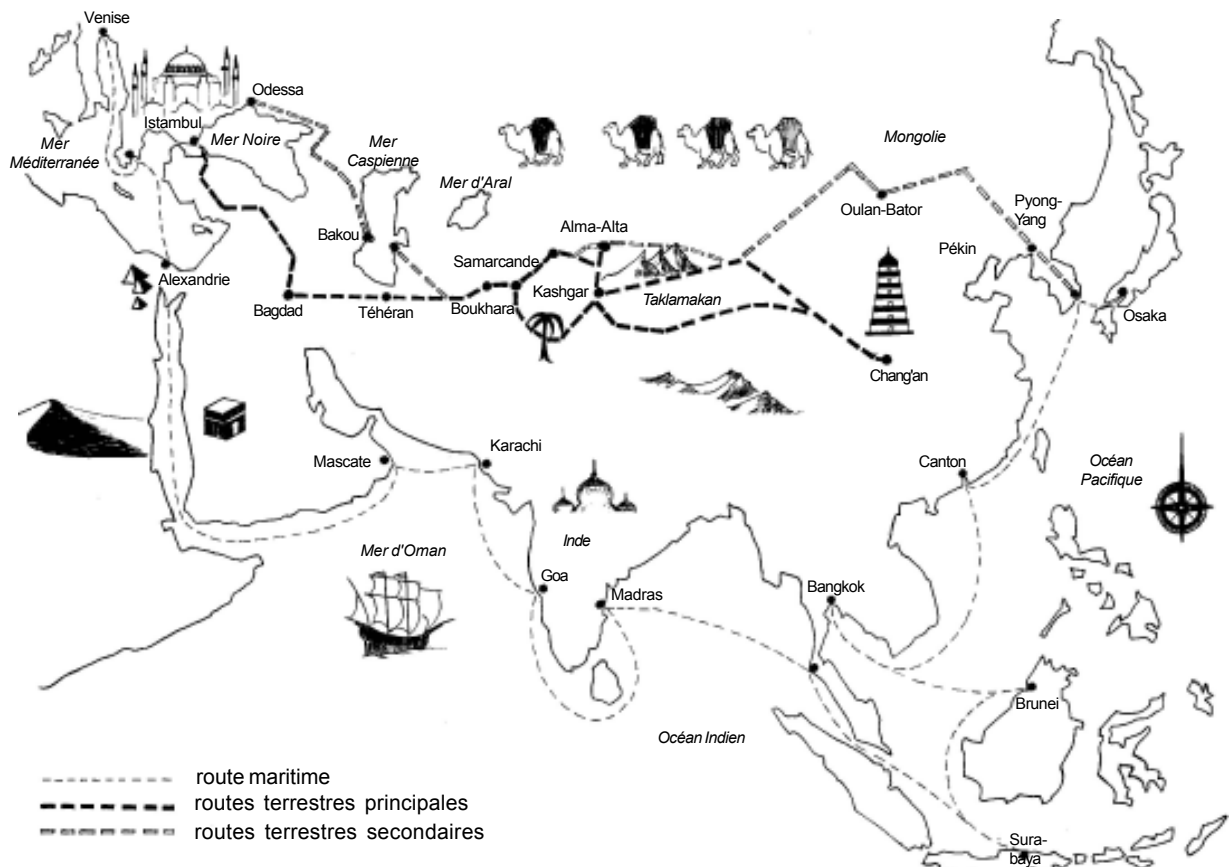 Venise
Odessa
Istambul
Mer Noire
Mer
Méditerranée
Mer
Caspienne
Mer d'Aral
Mongolie
Oulan-Bator
Pyong-
Yang
Pékin
Alma-Alta
Bakou
Samarcande
Alexandrie
Kashgar
Taklamakan
Osaka
Bagdad
Téhéran
Boukhara
Chang'an
Mascate
Karachi
Canton
Océan
Pacifique
Inde
Mer d'Oman
Goa
Madras
Bangkok
Brunei
Océan Indien
route maritime
routes terrestres principales
routes terrestres secondaires
Sura-
baya